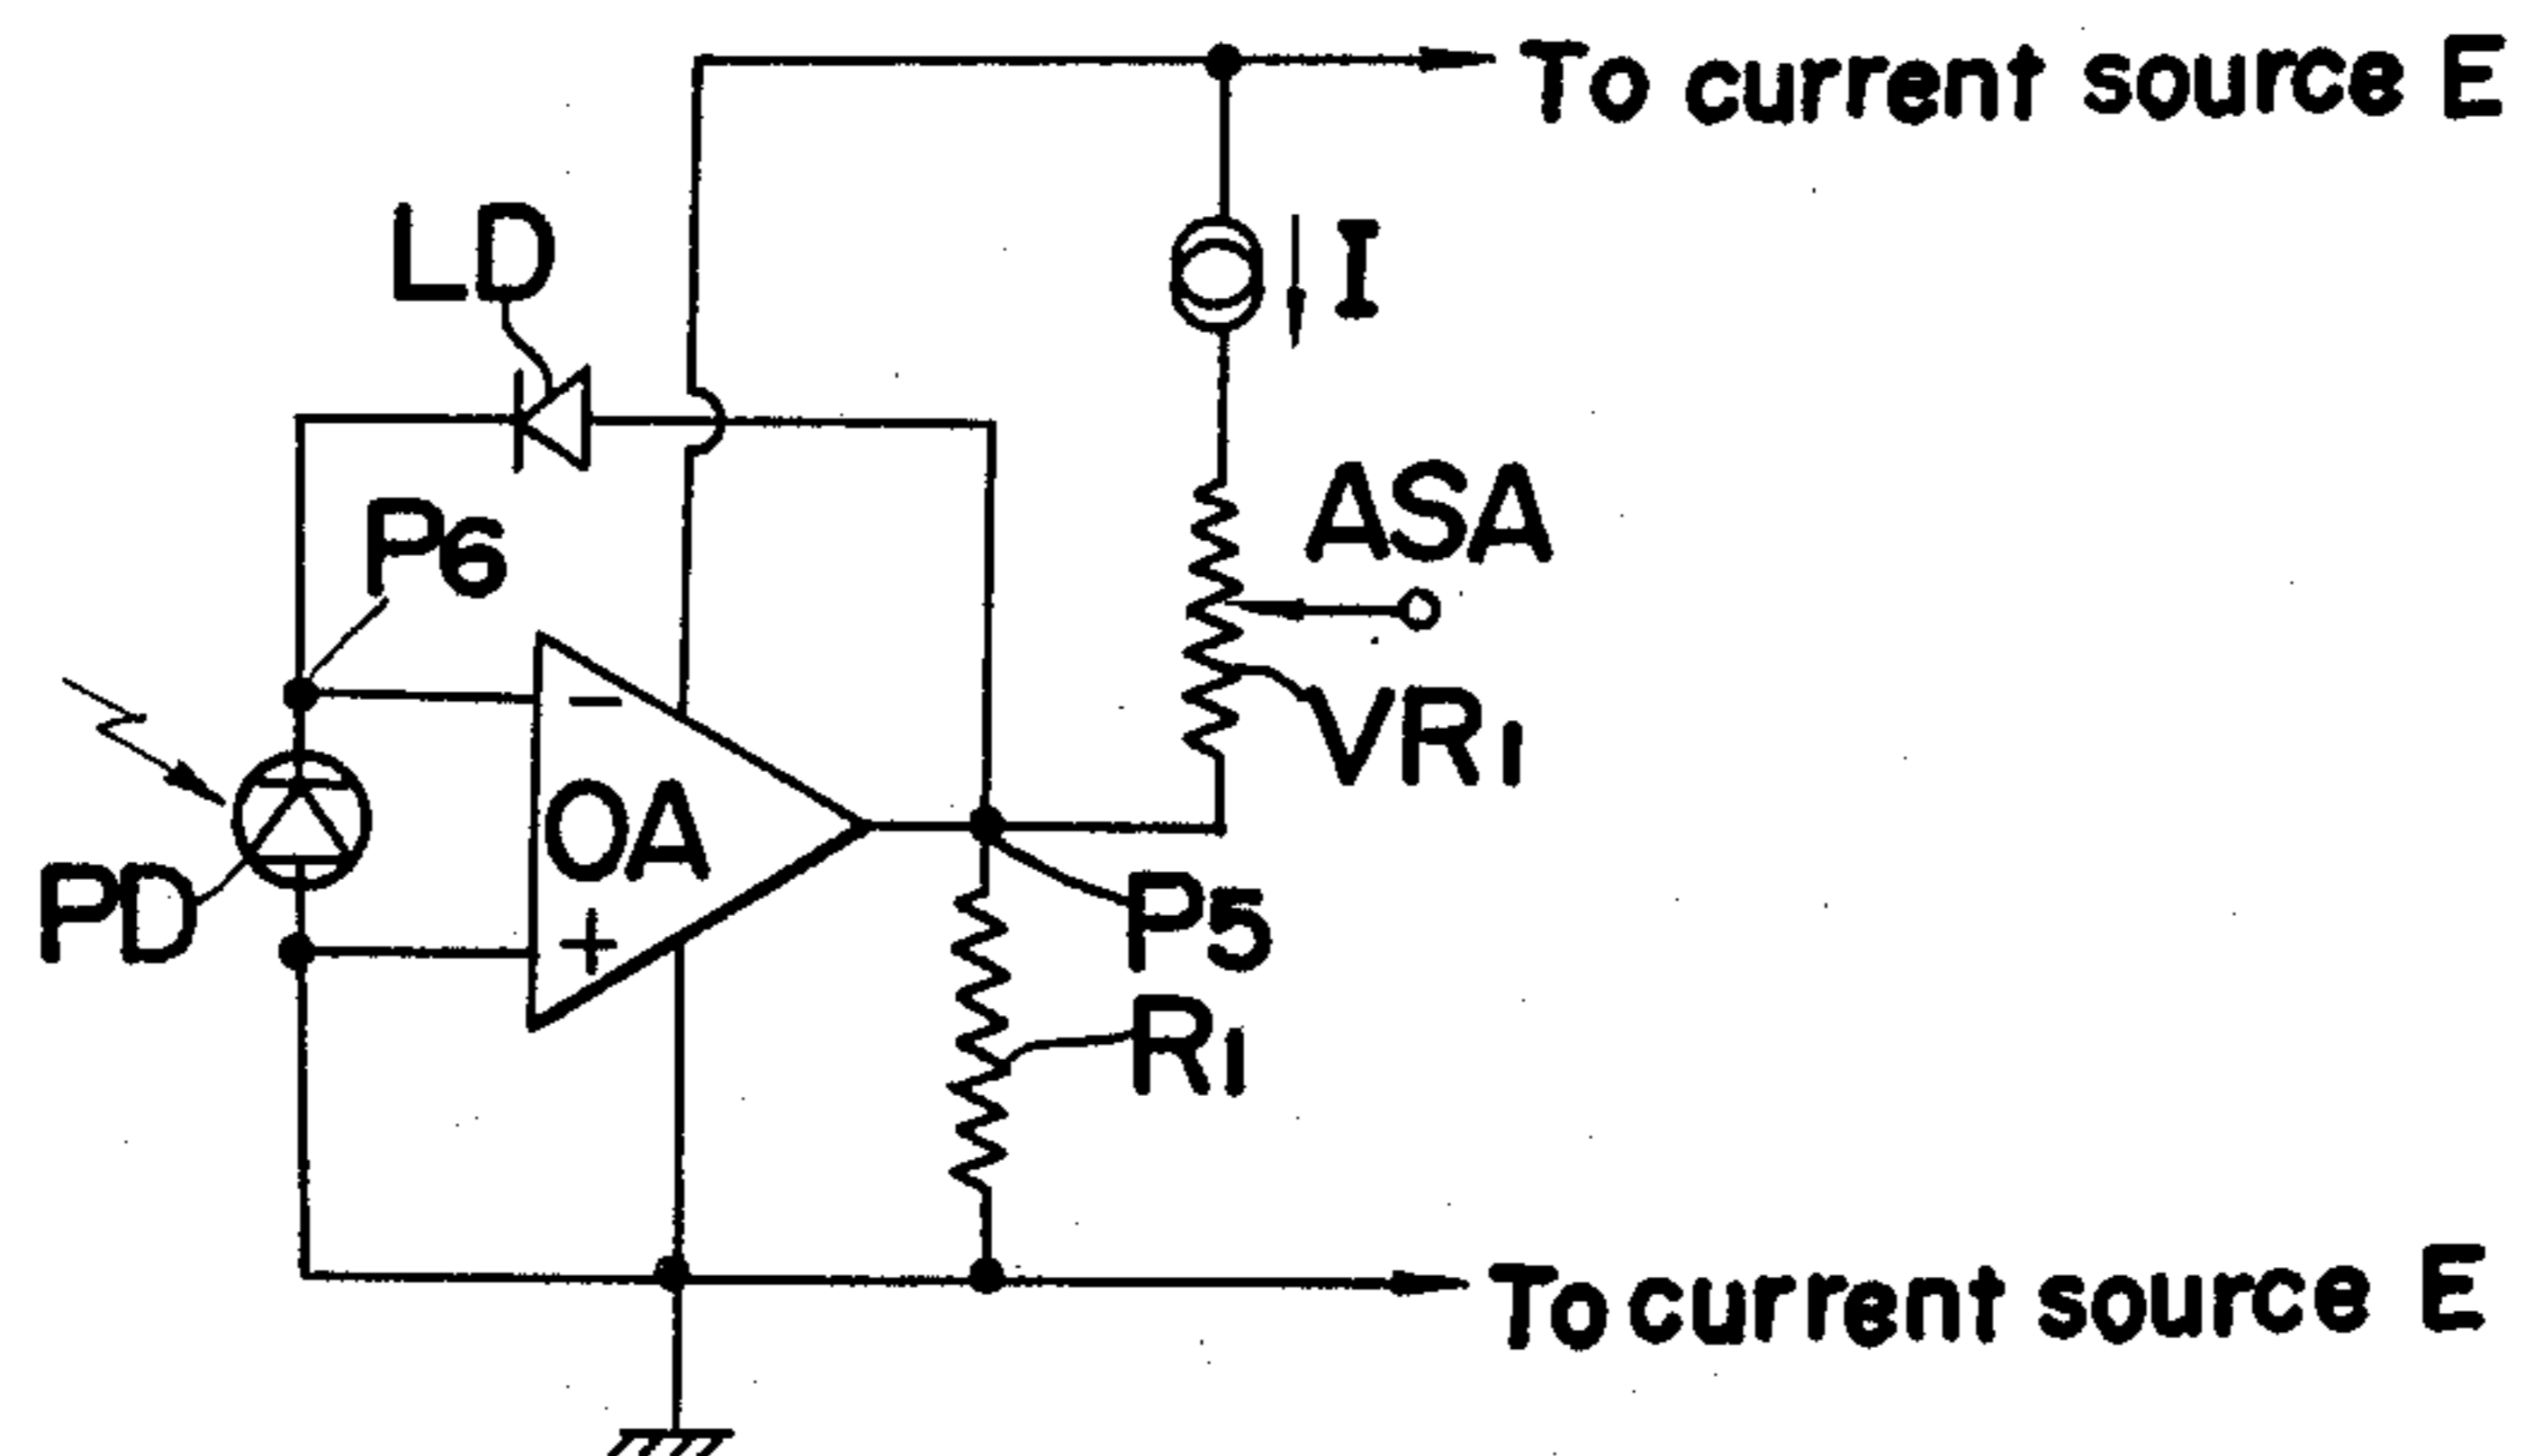 To current source E
LD
I
ASA
P6
VR1
OA
-
PD
+
P5
R1
To current source E